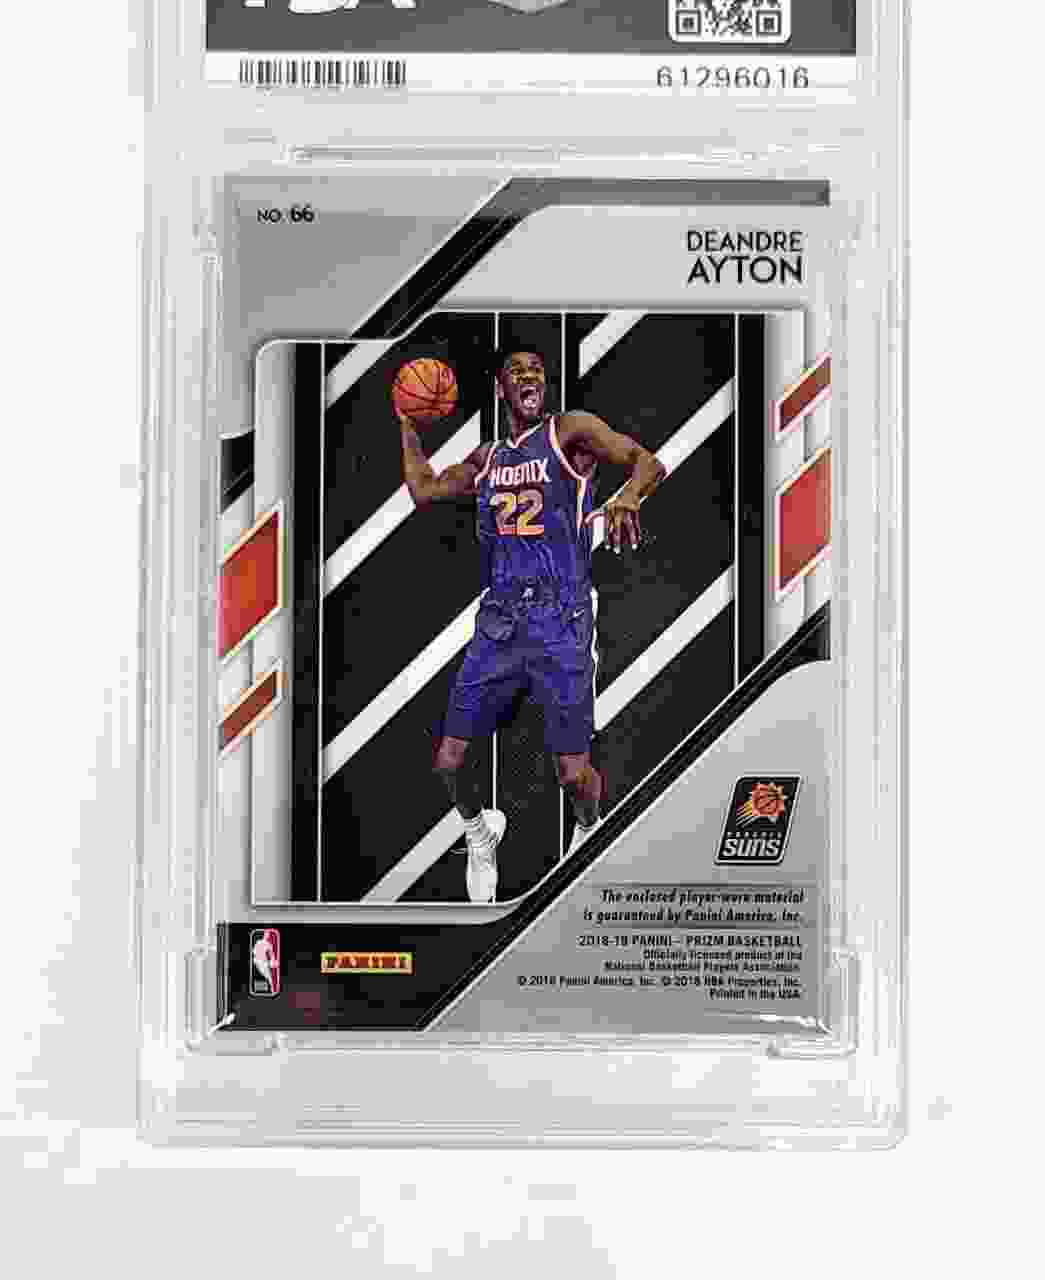 PSA
61296016
NO. 66
DEANDRE
AYTON
PHOENIX
22
PHOENIX
SUNS
The enclosed player-worn material
is guaranteed by Panini America, Inc.
2018-19 PANINI - PRIZM BASKETBALL
Officially licensed product of the
National Basketball Players Association.
© 2018 Panini America, Inc. © 2018 NBA Properties, Inc.
Printed in the USA.
PANINI